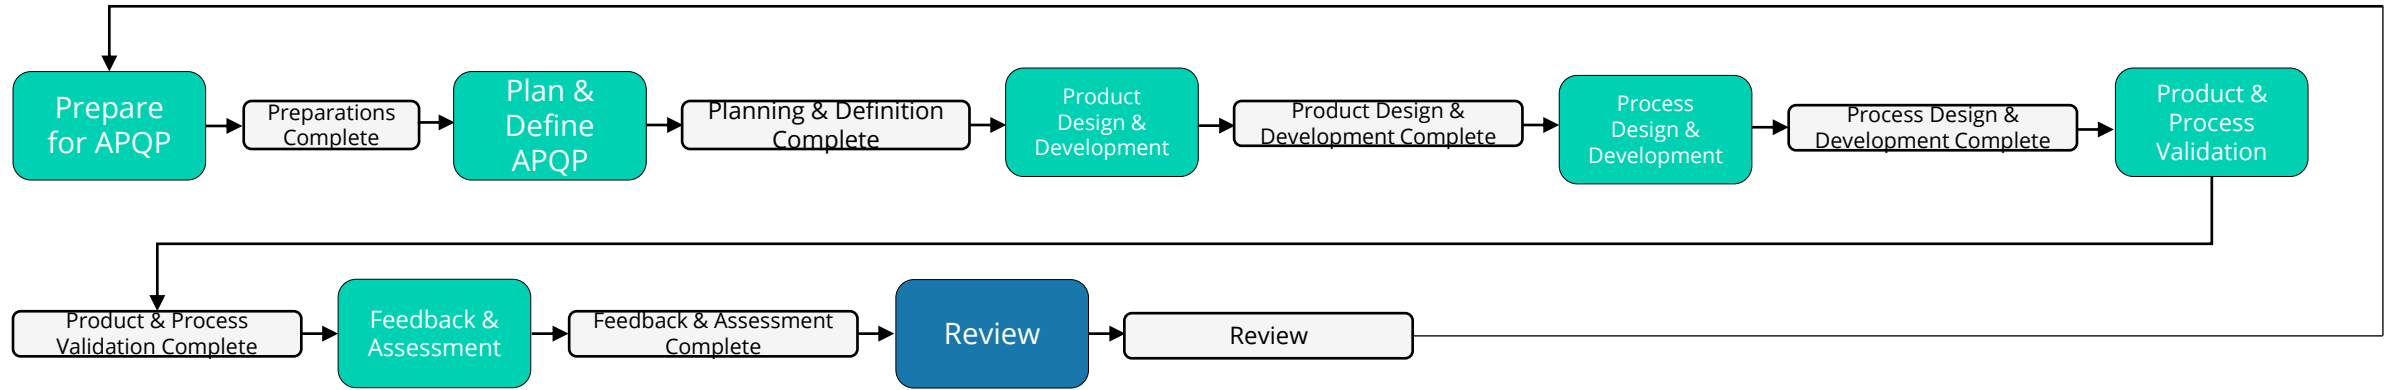 Prepare
for APQP
Preparations
Complete
Plan &
Define
APQP
Planning & Definition
Complete
Product
Design &
Development
Product Design &
Development Complete
Process
Design &
Development
Process Design &
Development Complete
Product &
Process
Validation
Product & Process
Validation Complete
Feedback &
Assessment
Feedback & Assessment
Complete
Review
Review